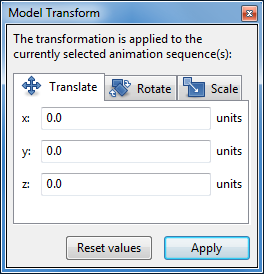 Model Transform
The transformation is applied to the
currently selected animation sequence(s):
Translate Rotate Scale
x: 0.0 units
y: 0.0 units
z: 0.0 units
Reset values Apply